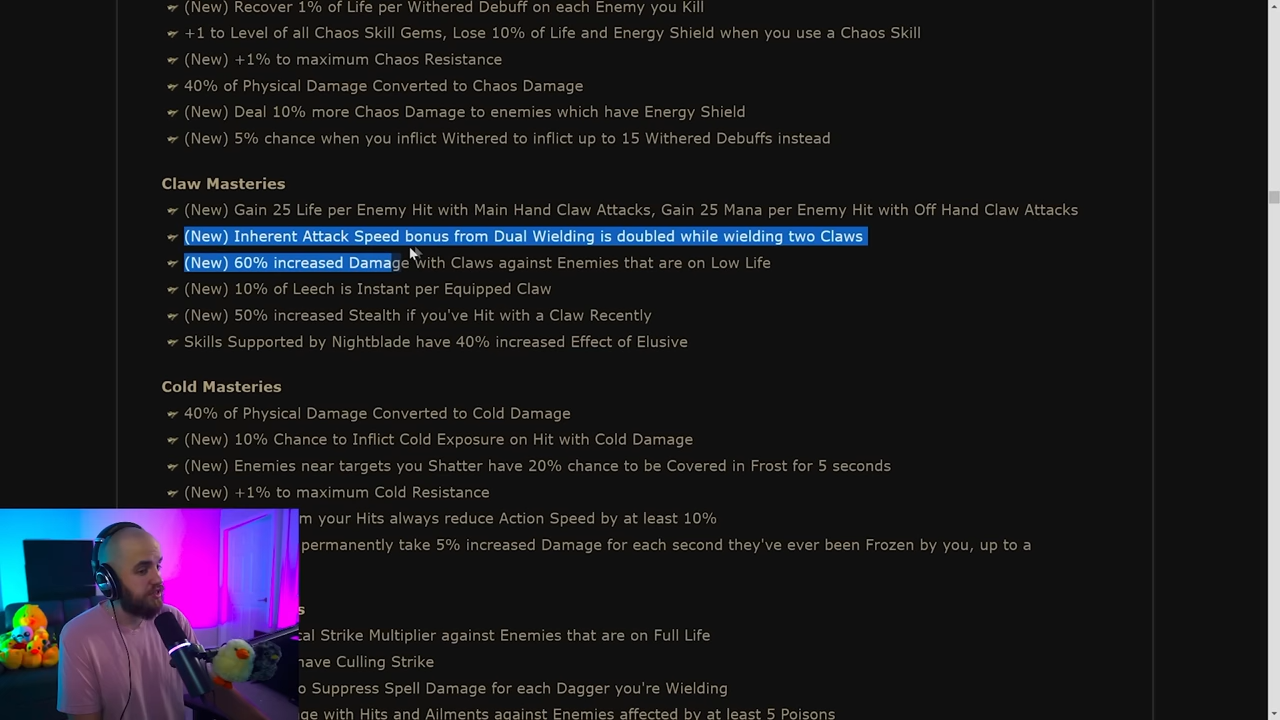 (New) Recover 1% of Life per Withered Debuff on each Enemy you Kill
+1 to Level of all Chaos Skill Gems, Lose 10% of Life and Energy Shield when you use a Chaos Skill
(New) +1% to maximum Chaos Resistance
40% of Physical Damage Converted to Chaos Damage
(New) Deal 10% more Chaos Damage to enemies which have Energy Shield
(New) 5% chance when you inflict Withered to inflict up to 15 Withered Debuffs instead
Claw Masteries
(New) Gain 25 Life per Enemy Hit with Main Hand Claw Attacks, Gain 25 Mana per Enemy Hit with Off Hand Claw Attacks
(New) Inherent Attack Speed bonus from Dual Wielding is doubled while wielding two Claws
(New) 60% increased Damage with Claws against Enemies that are on Low Life
(New) 10% of Leech is Instant per Equipped Claw
(New) 50% increased Stealth if you've Hit with a Claw Recently
Skills Supported by Nightblade have 40% increased Effect of Elusive
Cold Masteries
40% of Physical Damage Converted to Cold Damage
(New) 10% Chance to Inflict Cold Exposure on Hit with Cold Damage
(New) Enemies near targets you Shatter have 20% chance to be Covered in Frost for 5 seconds
(New) +1% to maximum Cold Resistance
your Hits always reduce Action Speed by at least 10%
permanently take 5% increased Damage for each second they've ever been Frozen by you, up to a
Strike Multiplier against Enemies that are on Full Life
have Culling Strike
Suppress Spell Damage for each Dagger you're Wielding
with Hits and Ailments against Enemies affected by at least 5 Poisons